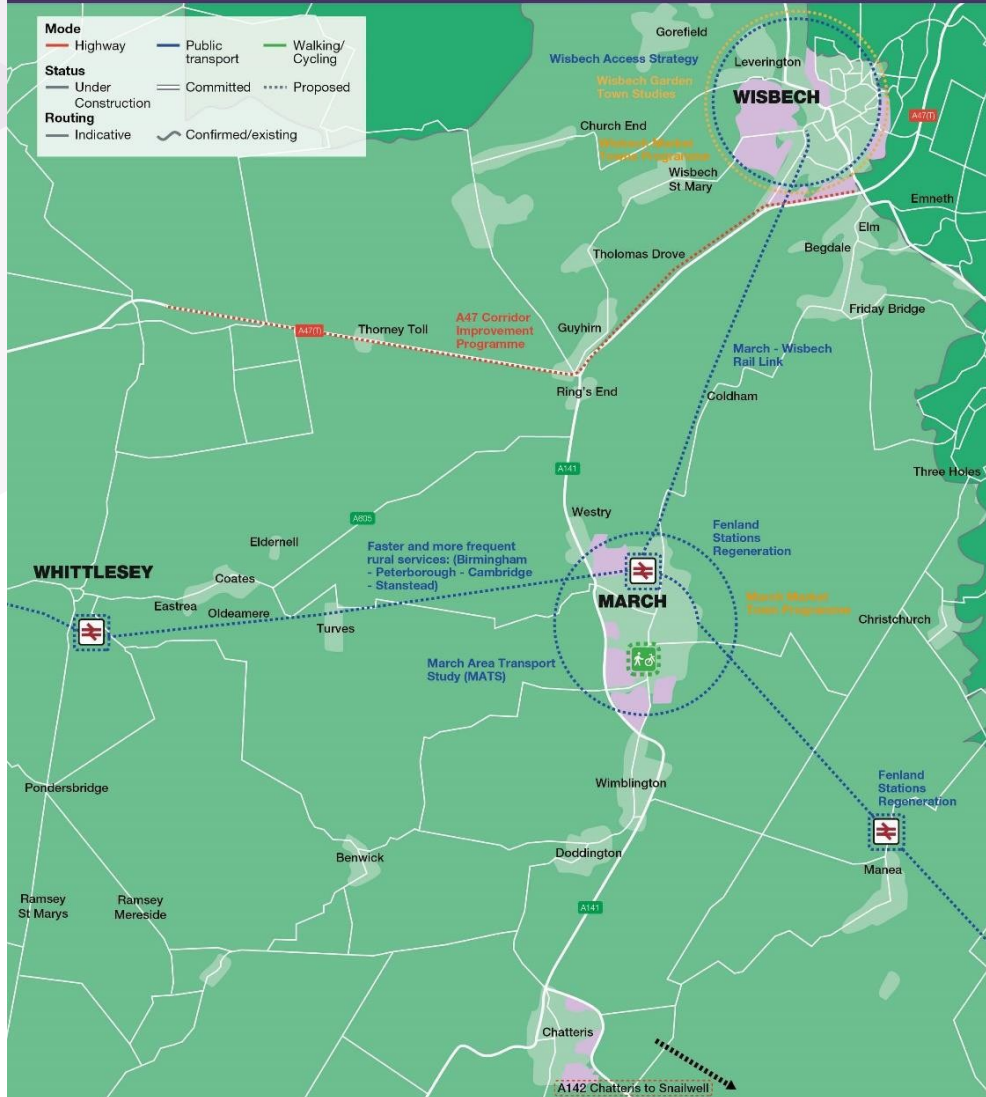 Mode
Highway
Public
transport
Walking/
Cycling
Status
Under
Construction
Committed
Proposed
Routing
Indicative
Confirmed/existing
Gorefield
Wisbech Access Strategy
Leverington
Wisbech Garden
Town Studies
WISBECH
A47(T)
Church End
Wisbech Market
Towns Programme
Wisbech
St Mary
Emneth
Elm
Begdale
Tholomas Drove
Friday Bridge
A47 Corridor
Improvement
Programme
A47(T)
Thorney Toll
Guyhirn
March - Wisbech
Rail Link
Ring's End
Coldham
A141
Three Holes
Westry
A605
Eldernell
Faster and more frequent
rural services: (Birmingham
- Peterborough - Cambridge
- Stanstead)
Fenland
Stations
Regeneration
WHITTLESEY
Coates
Eastrea
Oldeamere
Turves
MARCH
March Market
Town Programme
Christchurch
March Area Transport
Study (MATS)
Pondersbridge
Wimblington
Fenland
Stations
Regeneration
Benwick
Doddington
Manea
Ramsey
St Marys
Ramsey
Mereside
A141
Chatteris
A142 Chatteris to Snailwell